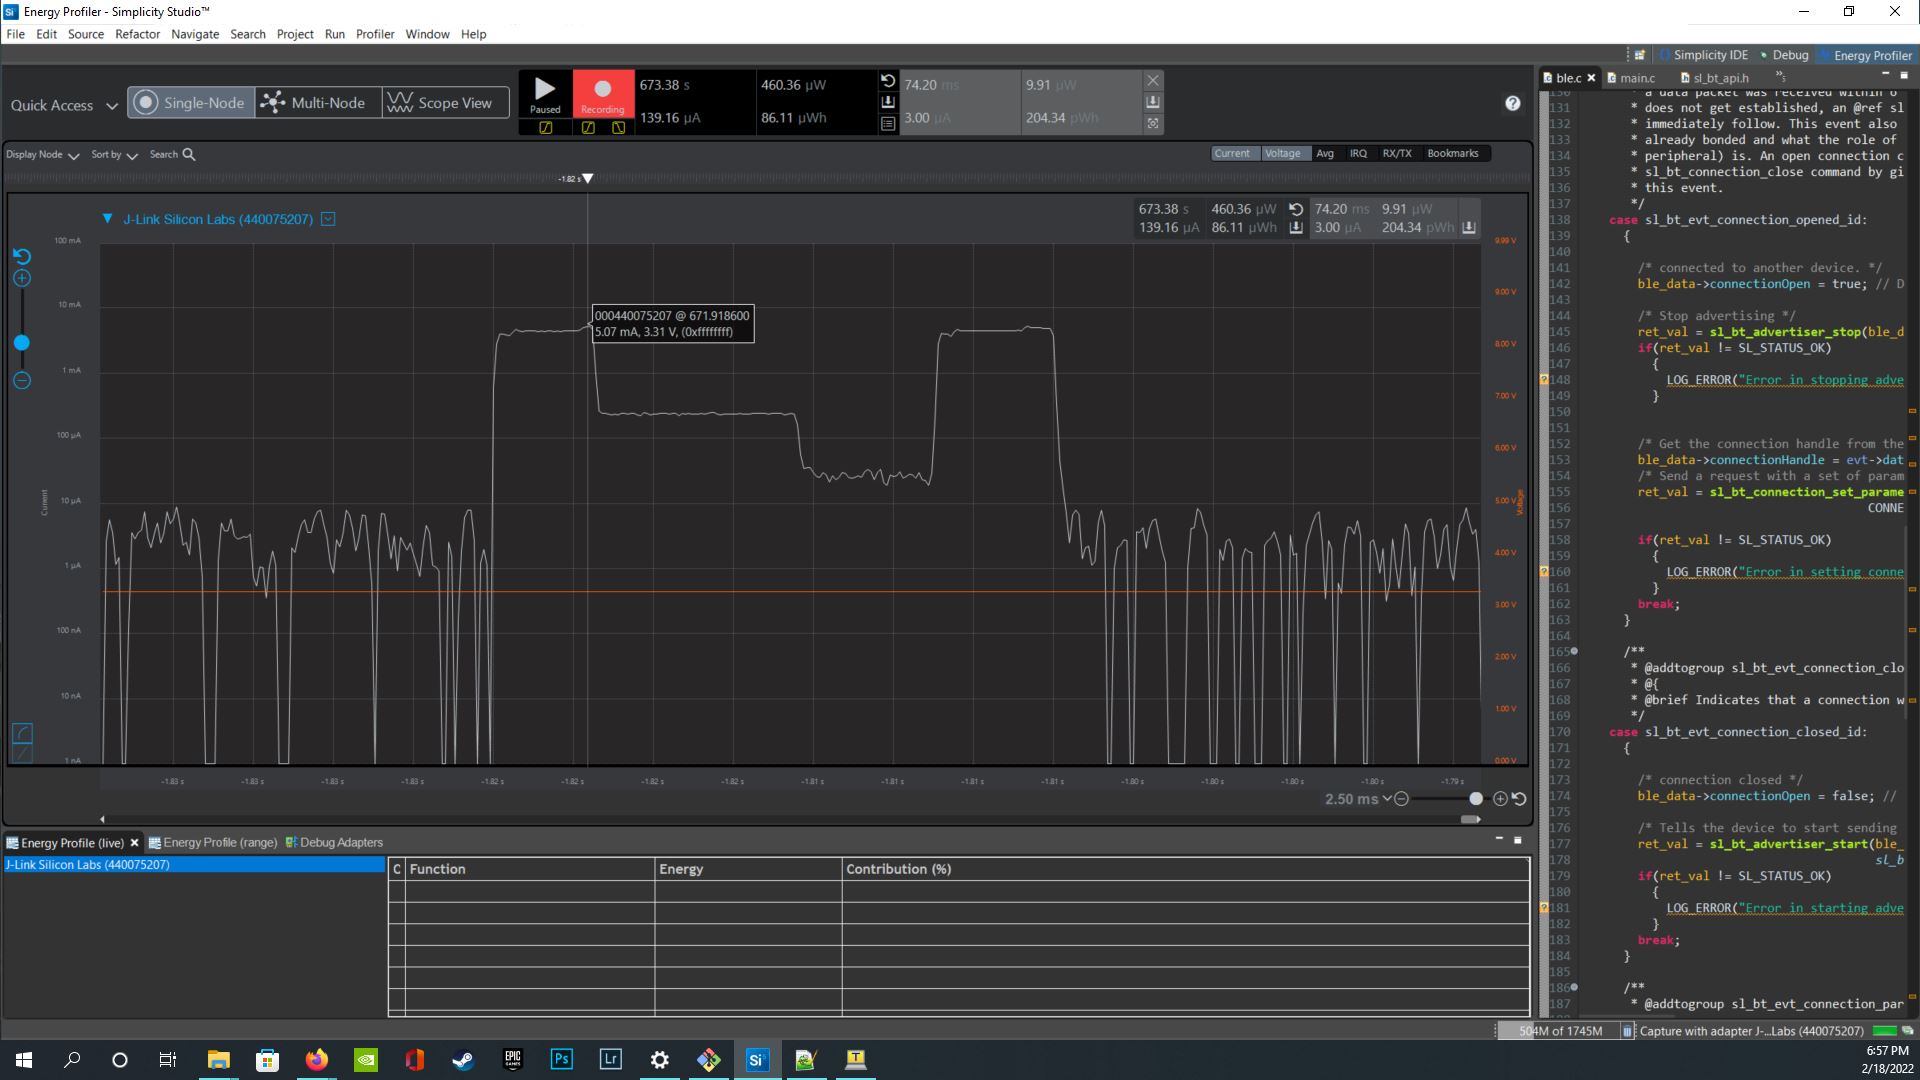 Energy Profiler - Simplicity Studio™
File Edit Source Refactor Navigate Search Project Run Profiler Window Help
Simplicity IDE Debug Energy Profiler
Quick Access Single-Node Multi-Node Scope View
Paused Recording
673.38 s 460.36 µW 74.20 ms 9.91 µW
139.16 µA 86.11 µWh 3.00 µA 204.34 pWh
Display Node Sort by Search
Current Voltage Avg IRQ RX/TX Bookmarks
-1.82 s
J-Link Silicon Labs (440075207)
673.38 s 460.36 µW 74.20 ms 9.91 µW
139.16 µA 86.11 µWh 3.00 µA 204.34 pWh
100 mA
10 mA
1 mA
100 µA
10 µA
1 µA
100 nA
10 nA
1 nA
Current
000440075207 @ 671.918600
5.07 mA, 3.31 V, (0xffffffff)
9.99 V
9.00 V
8.00 V
7.00 V
6.00 V
5.00 V
4.00 V
3.00 V
2.00 V
1.00 V
0.00 V
Voltage
-1.83 s -1.83 s -1.83 s -1.83 s -1.82 s -1.82 s -1.82 s -1.82 s -1.81 s -1.81 s -1.81 s -1.81 s -1.80 s -1.80 s -1.80 s -1.80 s -1.79 s
2.50 ms
Energy Profile (live) Energy Profile (range) Debug Adapters
J-Link Silicon Labs (440075207)
C Function Energy Contribution (%)
ble.c main.c sl_bt_api.h
130 * a data packet was received within 6
131 * does not get established, an @ref sl
132 * immediately follow. This event also
133 * already bonded and what the role of
134 * peripheral) is. An open connection c
135 * sl_bt_connection_close command by gi
136 * this event.
137 */
138 case sl_bt_evt_connection_opened_id:
139 {
140
141 /* connected to another device. */
142 ble_data->connectionOpen = true; // D
143
144 /* Stop advertising */
145 ret_val = sl_bt_advertiser_stop(ble_d
146 if(ret_val != SL_STATUS_OK)
147 {
148 LOG_ERROR("Error in stopping adve
149 }
150
151
152 /* Get the connection handle from the
153 ble_data->connectionHandle = evt->dat
154 /* Send a request with a set of param
155 ret_val = sl_bt_connection_set_parame
156 CONNE
157
158 if(ret_val != SL_STATUS_OK)
159 {
160 LOG_ERROR("Error in setting conne
161 }
162 break;
163 }
164
165 /**
166 * @addtogroup sl_bt_evt_connection_clo
167 * @{
168 * @brief Indicates that a connection w
169 */
170 case sl_bt_evt_connection_closed_id:
171 {
172
173 /* connection closed */
174 ble_data->connectionOpen = false; //
175
176 /* Tells the device to start sending
177 ret_val = sl_bt_advertiser_start(ble_
178 sl_b
179 if(ret_val != SL_STATUS_OK)
180 {
181 LOG_ERROR("Error in starting adve
182 }
183 break;
184 }
185
186 /**
187 * @addtogroup sl_bt_evt_connection_par
504M of 1745M Capture with adapter J-...Labs (440075207)
EPIC GAMES Ps Lr Si T
6:57 PM
2/18/2022